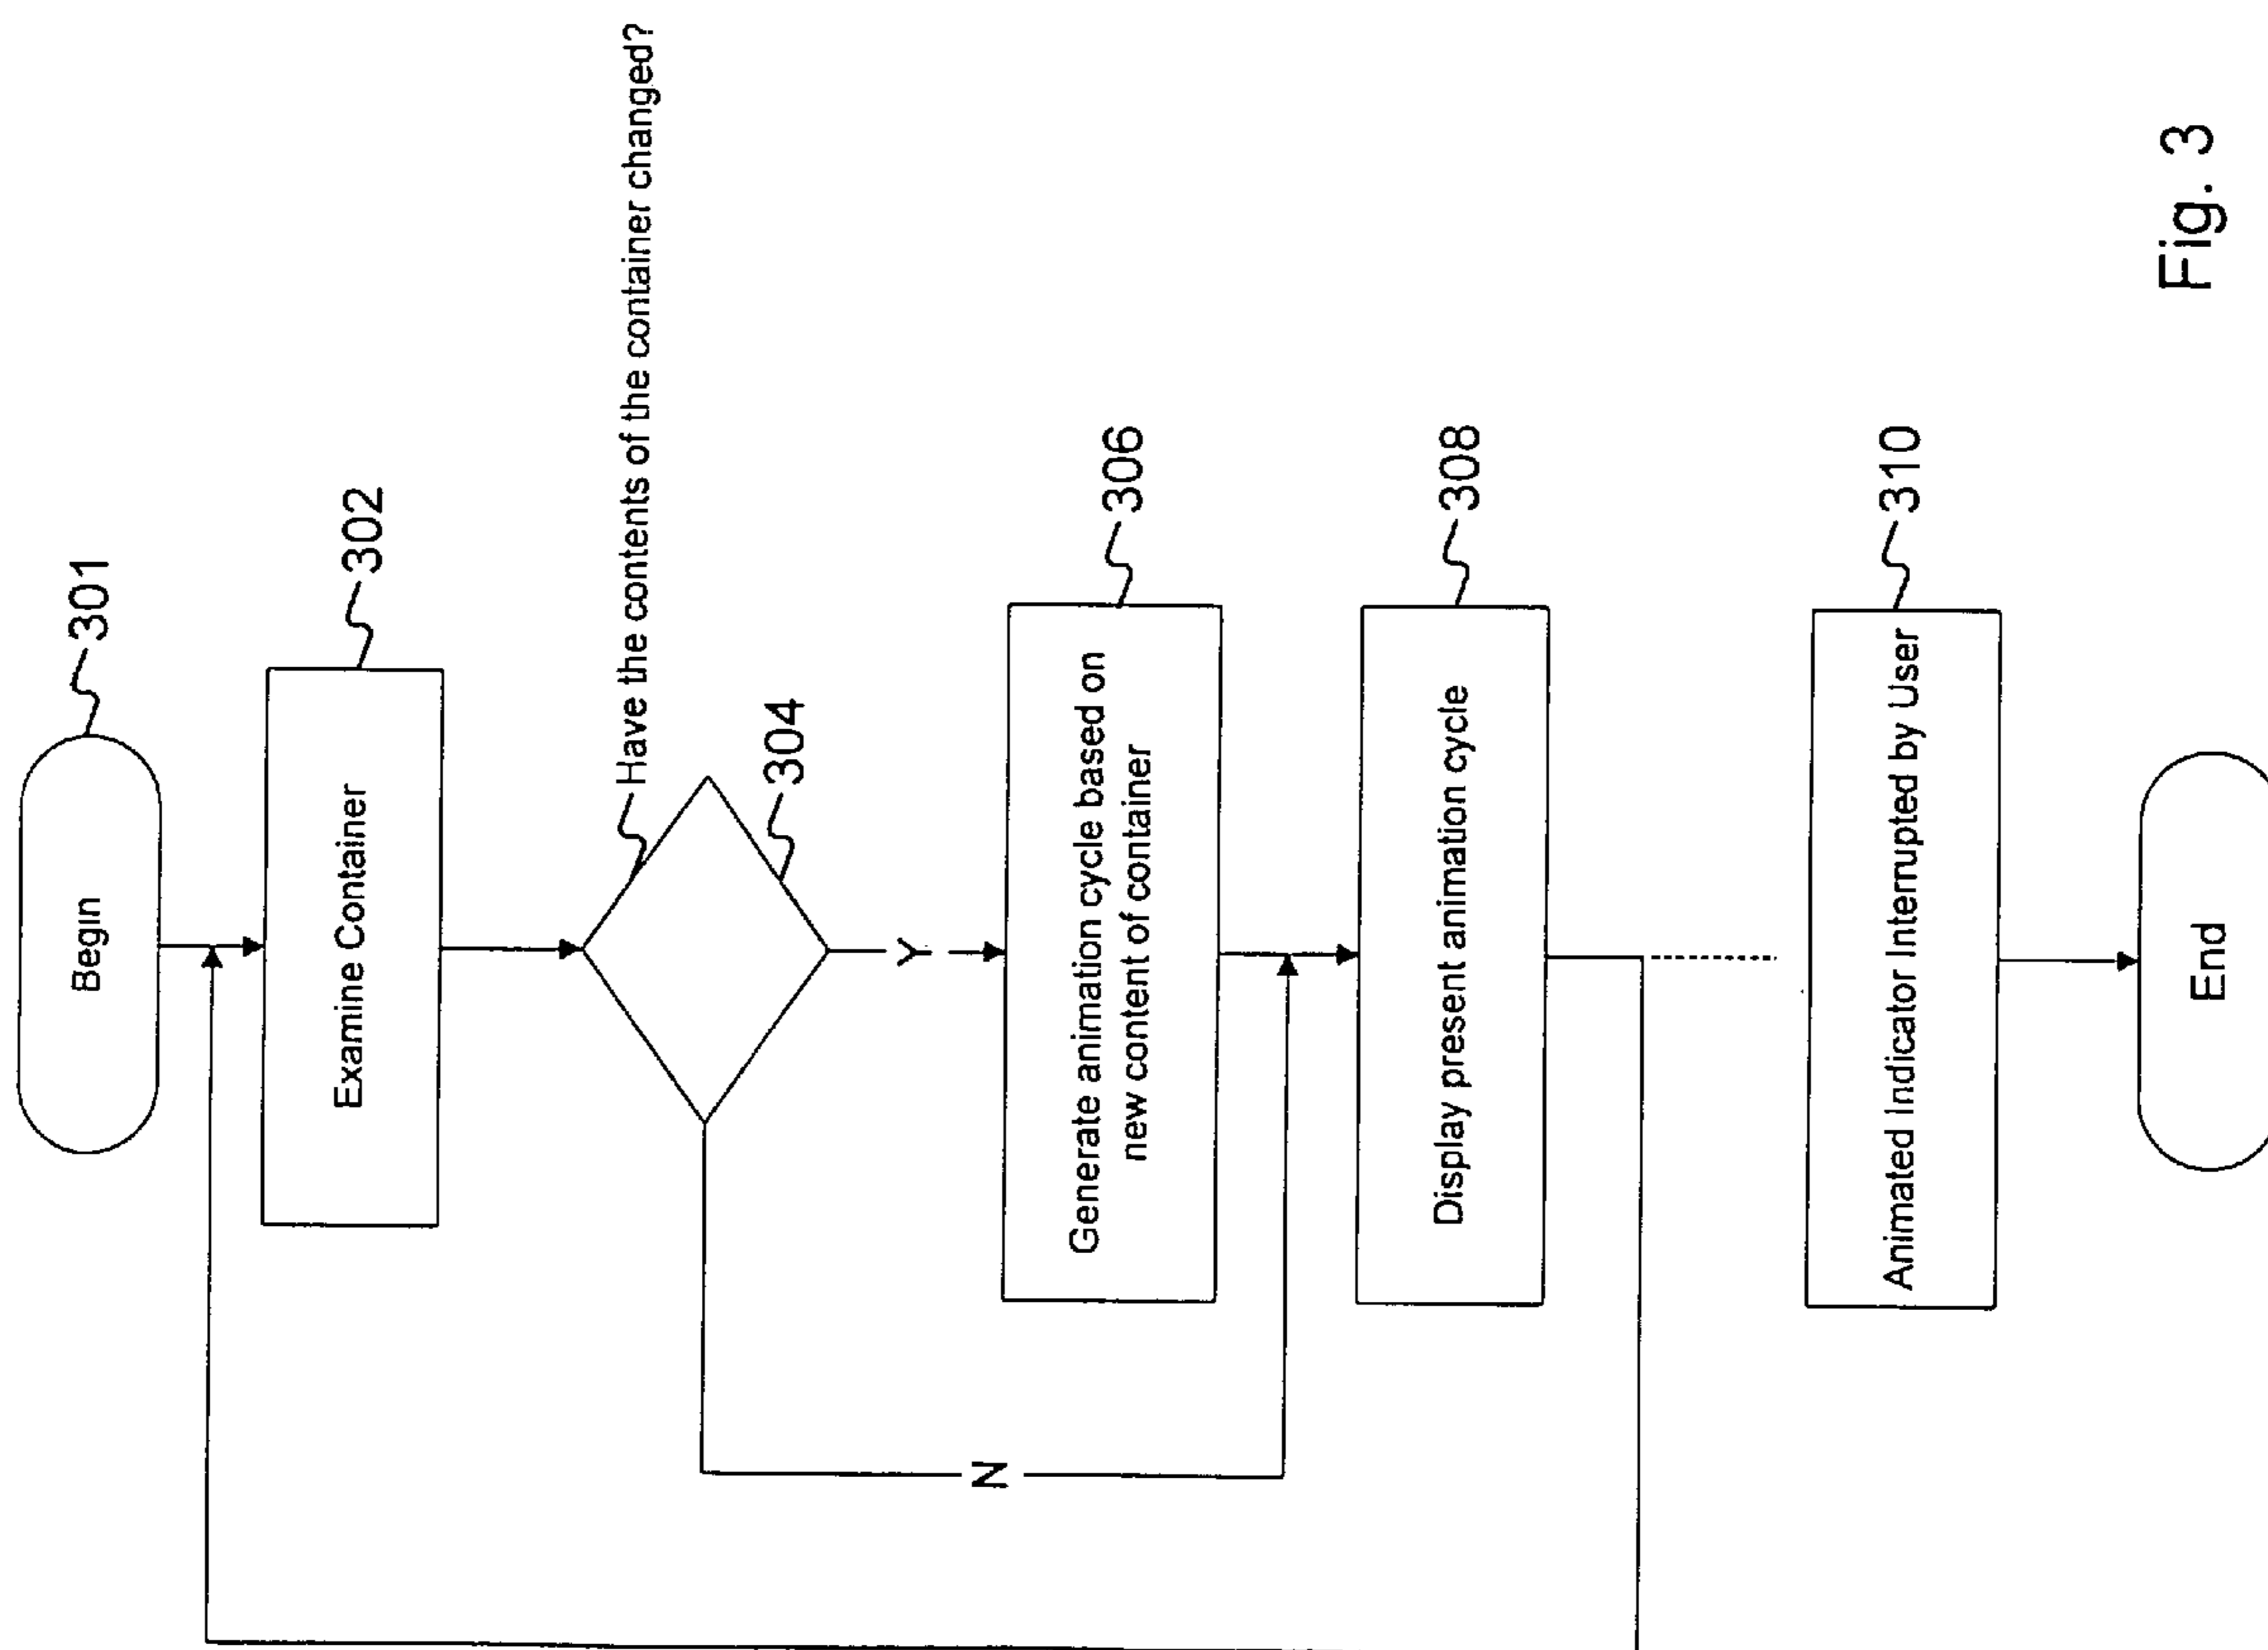 Begin
301
Examine Container
302
Have the contents of the container changed?
304
Y
N
Generate animation cycle based on
new content of container
306
Display present animation cycle
308
Animated Indicator Interrupted by User
310
End
Fig. 3